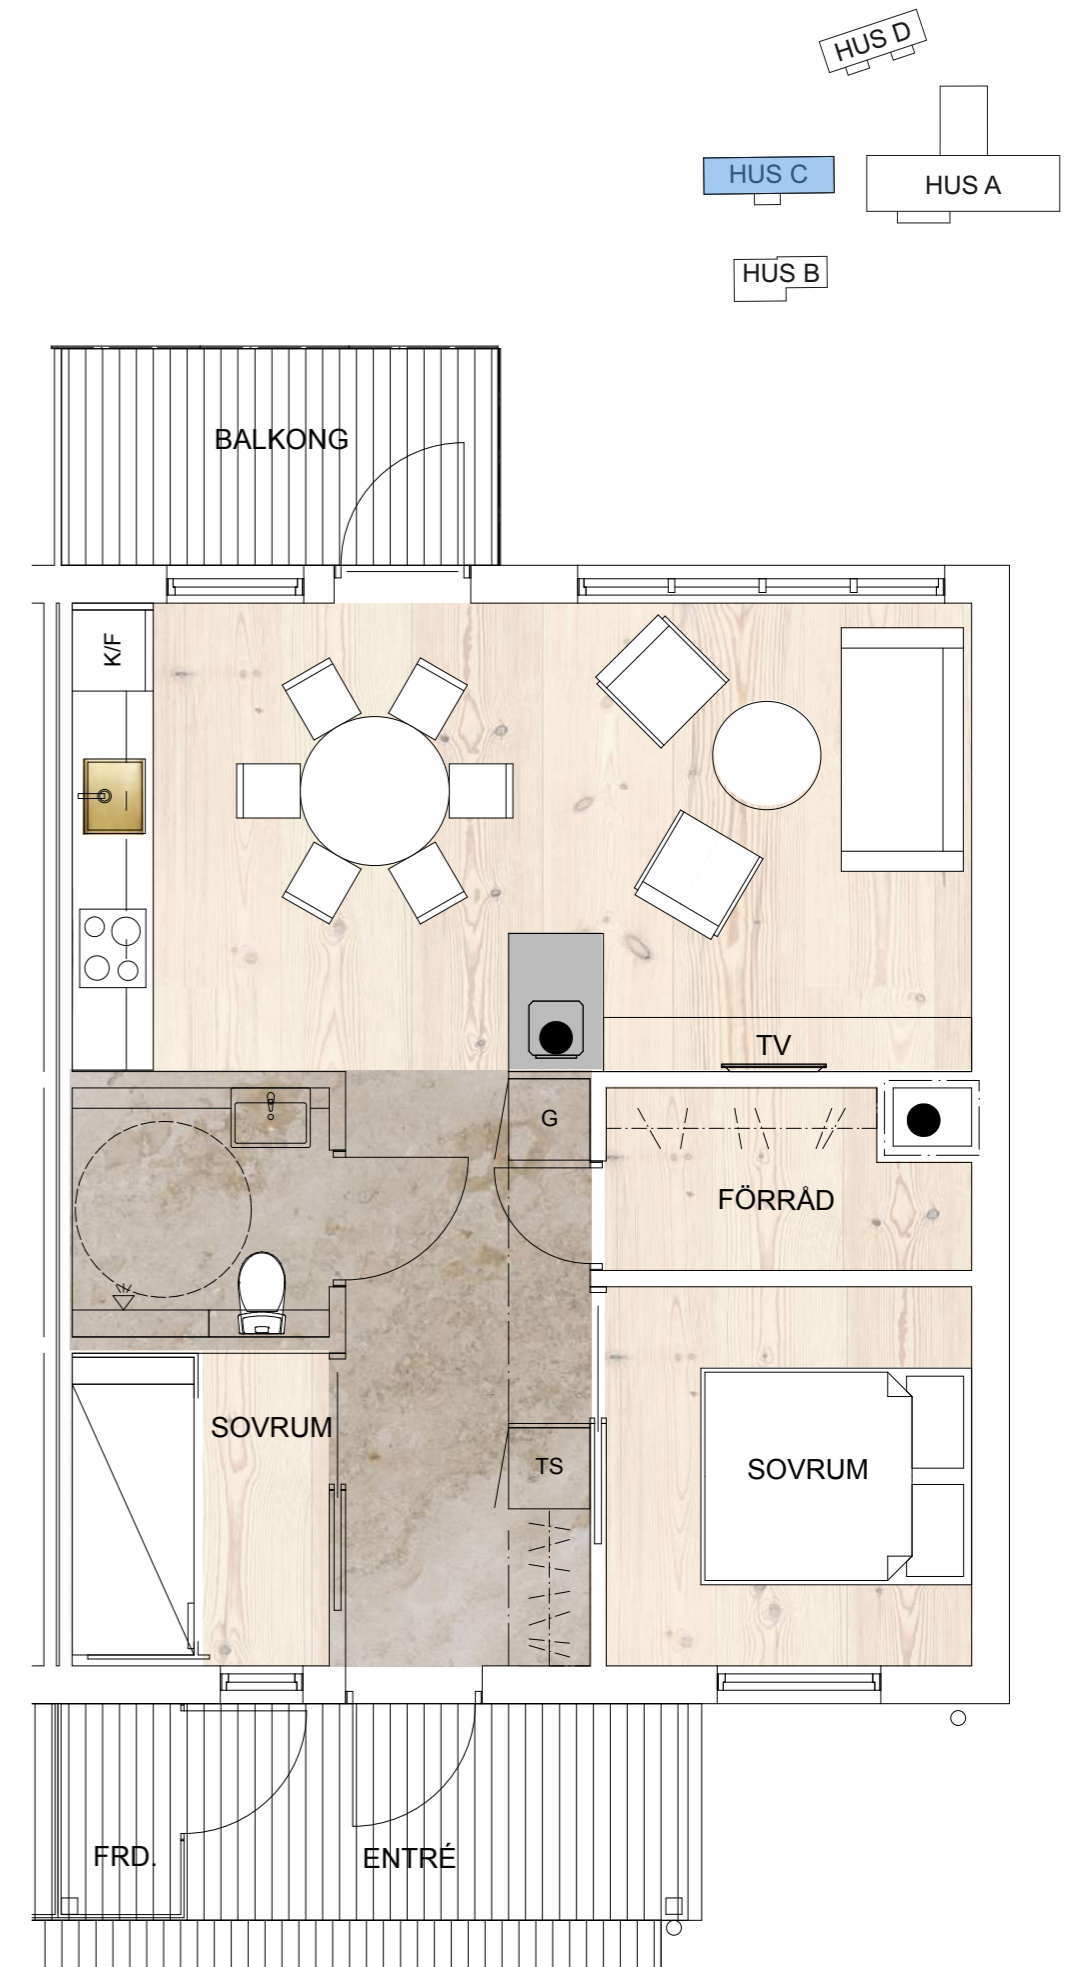 HUS D
HUS C
HUS A
HUS B
BALKONG
K/F
TV
G
FÖRRÅD
SOVRUM
TS
SOVRUM
FRD.
ENTRÉ